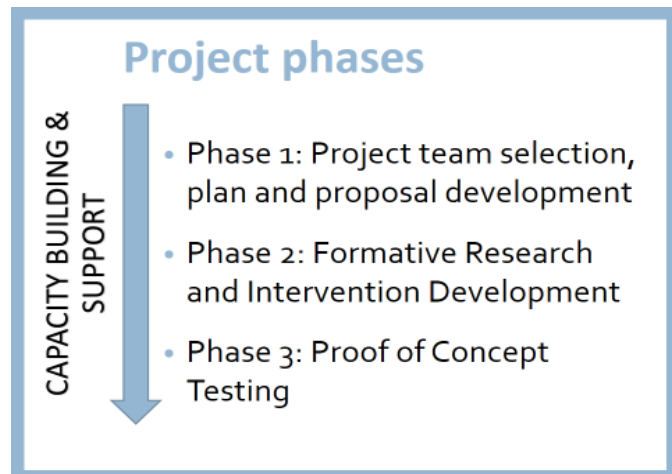 Project phases
CAPACITY BUILDING &
SUPPORT
• Phase 1: Project team selection,
plan and proposal development
• Phase 2: Formative Research
and Intervention Development
• Phase 3: Proof of Concept
Testing